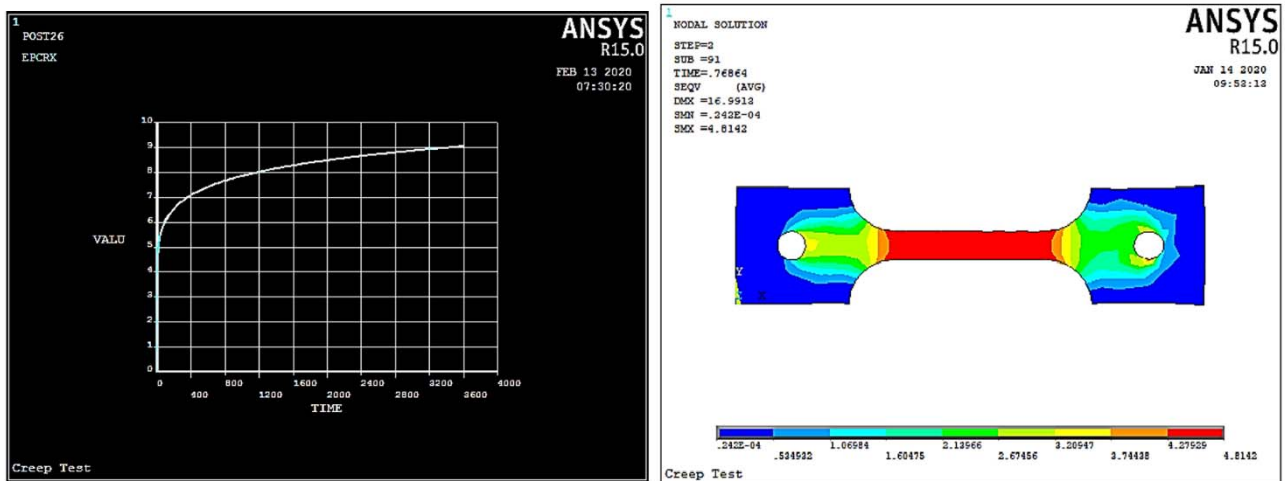 1
POST26
EPCRX
ANSYS
R15.0
FEB 13 2020
07:30:20
10
9
8
7
6
5
4
3
2
1
0
VALU
0
800
1600
2400
3200
4000
400
1200
2000
2800
3600
TIME
Creep Test
1
NODAL SOLUTION
STEP=2
SUB =91
TIME=.76864
SEQV (AVG)
DMX =16.9913
SMN =.242E-04
SMX =4.8142
ANSYS
R15.0
JAN 14 2020
09:53:13
Y
X
.242E-04
1.06984
2.13966
3.20947
4.27929
.534932
1.60475
2.67456
3.74438
4.8142
Creep Test